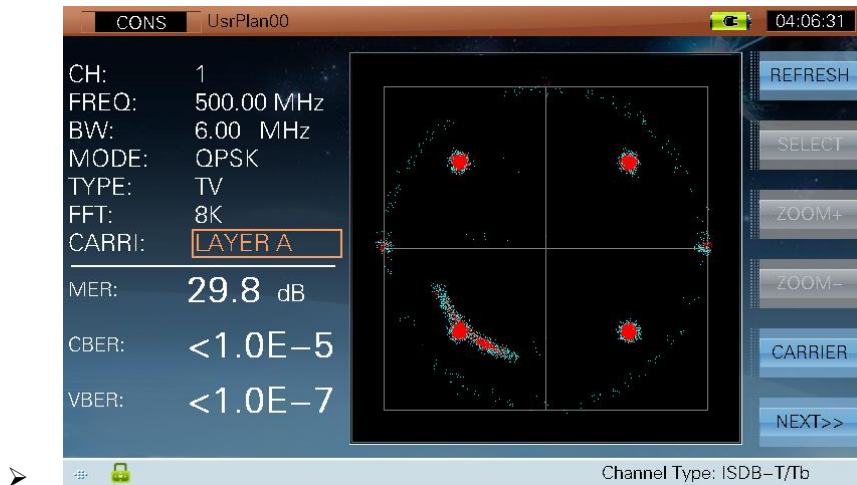 CONS UsrPlan00 04:06:31
CH: 1
FREQ: 500.00 MHz
BW: 6.00 MHz
MODE: QPSK
TYPE: TV
FFT: 8K
CARRI: LAYER A
MER: 29.8 dB
CBER: <1.0E-5
VBER: <1.0E-7
REFRESH
SELECT
ZOOM+
ZOOM-
CARRIER
NEXT>>
Channel Type: ISDB-T/Tb